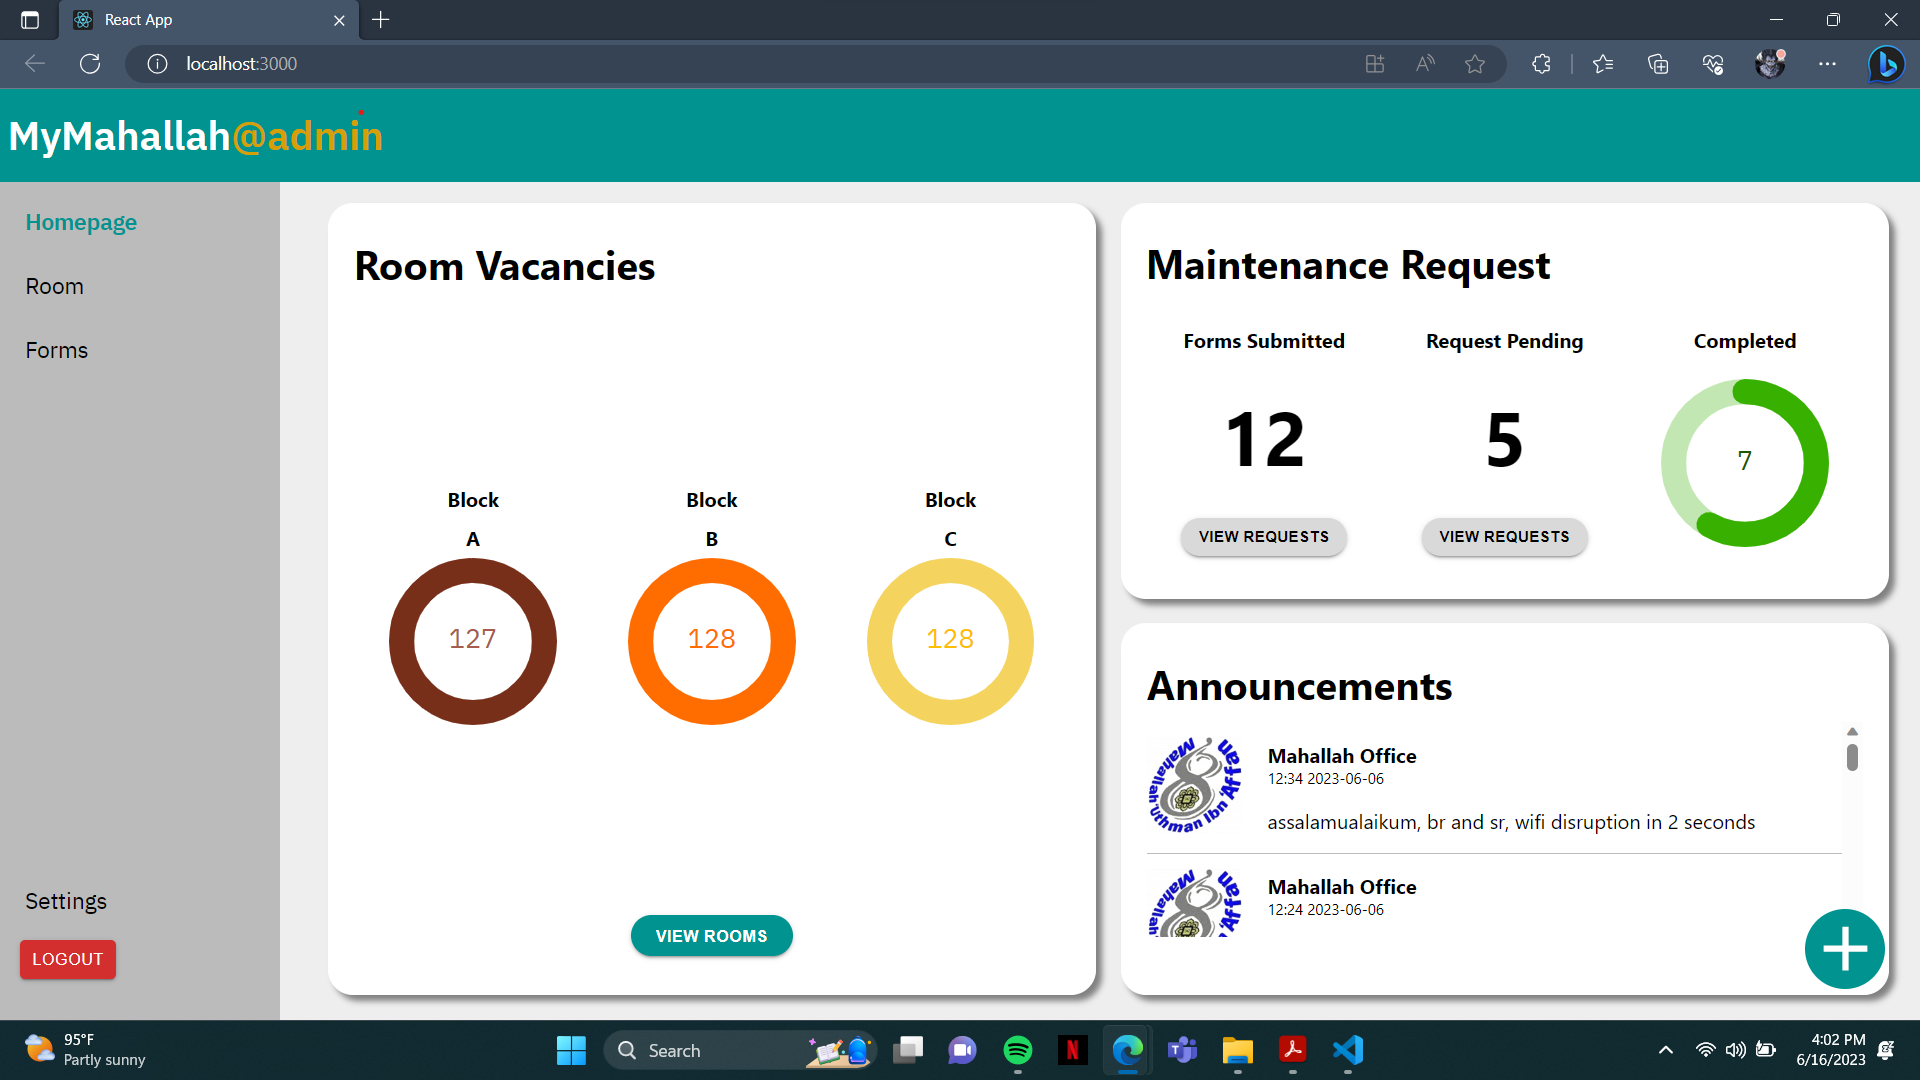 React App
localhost:3000
MyMahallah@admin
Homepage
Room
Forms
Settings
LOGOUT
Room Vacancies
Block
A
127
Block
B
128
Block
C
128
VIEW ROOMS
Maintenance Request
Forms Submitted
12
VIEW REQUESTS
Request Pending
5
VIEW REQUESTS
Completed
7
Announcements
Mahallah 'Uthman Ibn 'Affan
Mahallah Office
12:34 2023-06-06
assalamualaikum, br and sr, wifi disruption in 2 seconds
Mahallah Office
12:24 2023-06-06
95°F
Partly sunny
Search
4:02 PM
6/16/2023